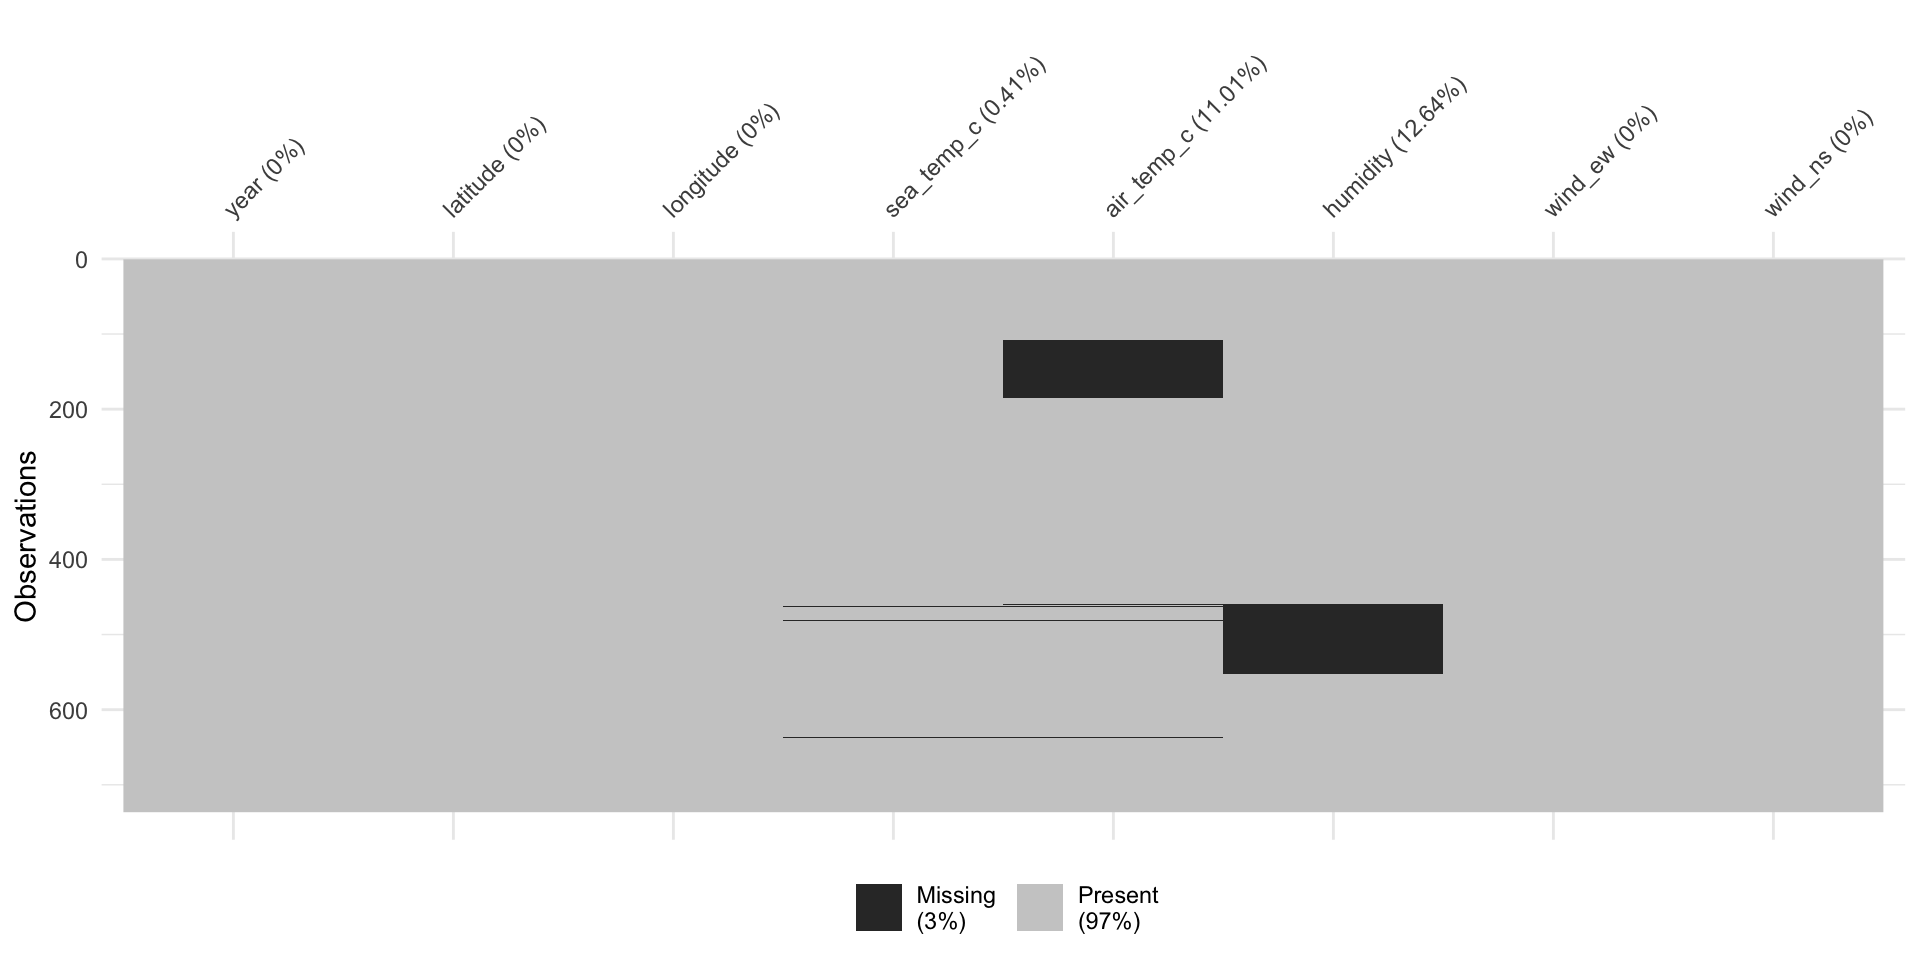 year (0%)
latitude (0%)
longitude (0%)
sea_temp_c (0.41%)
air_temp_c (11.01%)
humidity (12.64%)
wind_ew (0%)
wind_ns (0%)
0
200
400
600
Observations
Missing
(3%)
Present
(97%)